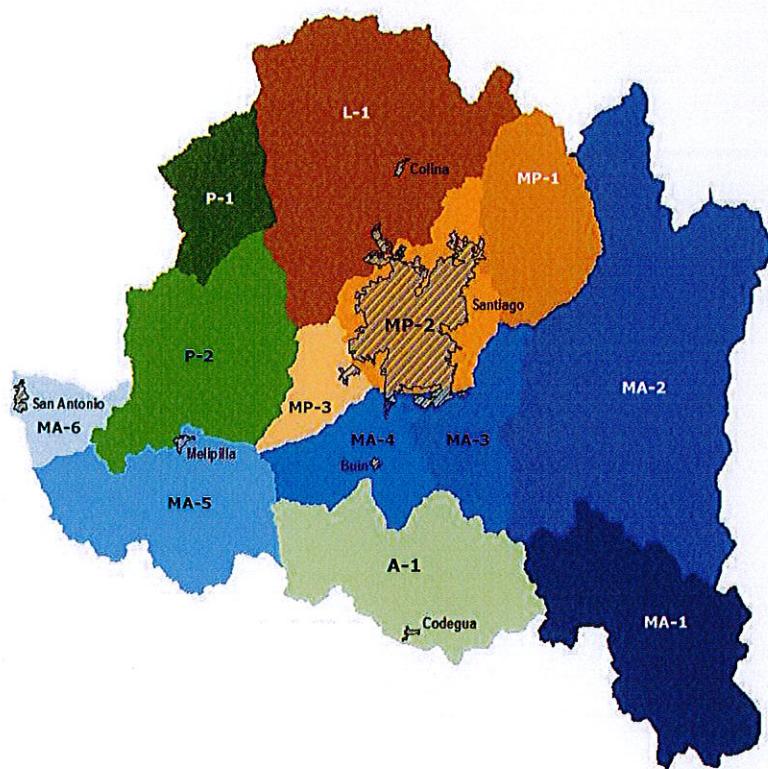 L-1
Colina
MP-1
P-1
Santiago
MP-2
P-2
MA-2
San Antonio
MP-3
MA-6
MA-4
MA-3
Melipilla
Buin
MA-5
A-1
Codegua
MA-1